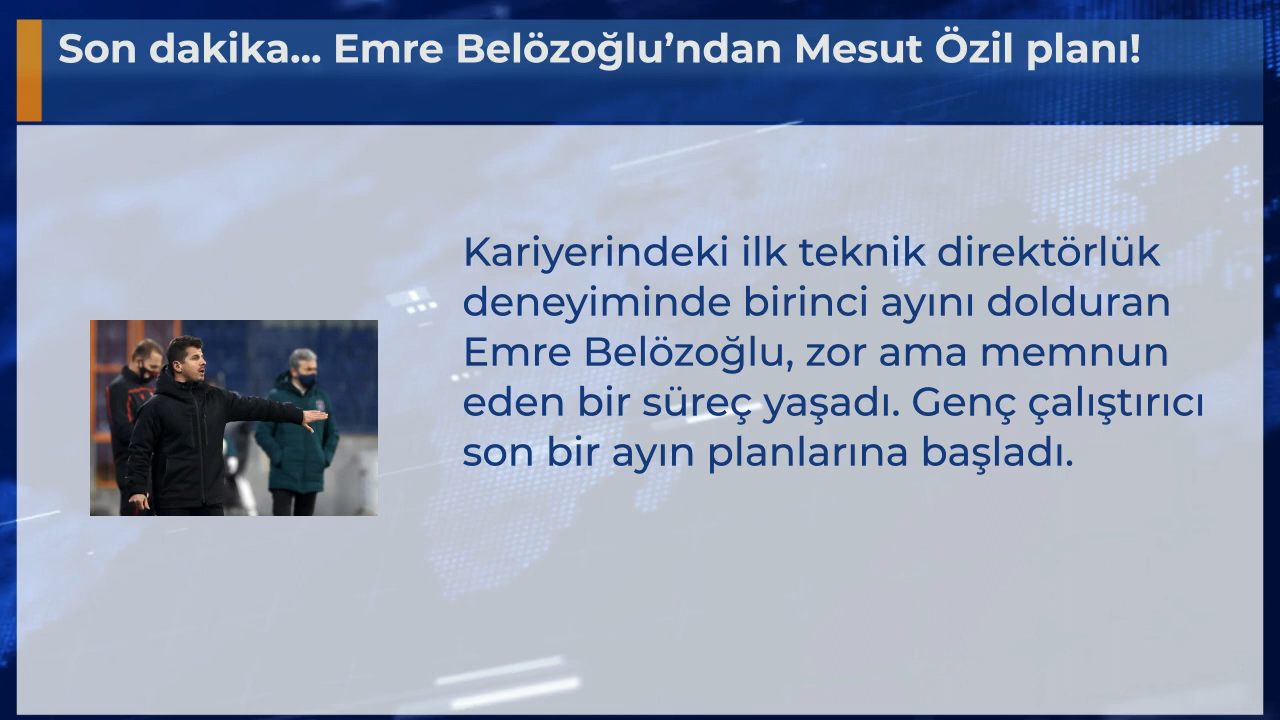 Son dakika... Emre Belözoğlu’ndan Mesut Özil planı!
Kariyerindeki ilk teknik direktörlük
deneyiminde birinci ayını dolduran
Emre Belözoğlu, zor ama memnun
eden bir süreç yaşadı. Genç çalıştırıcı
son bir ayın planlarına başladı.